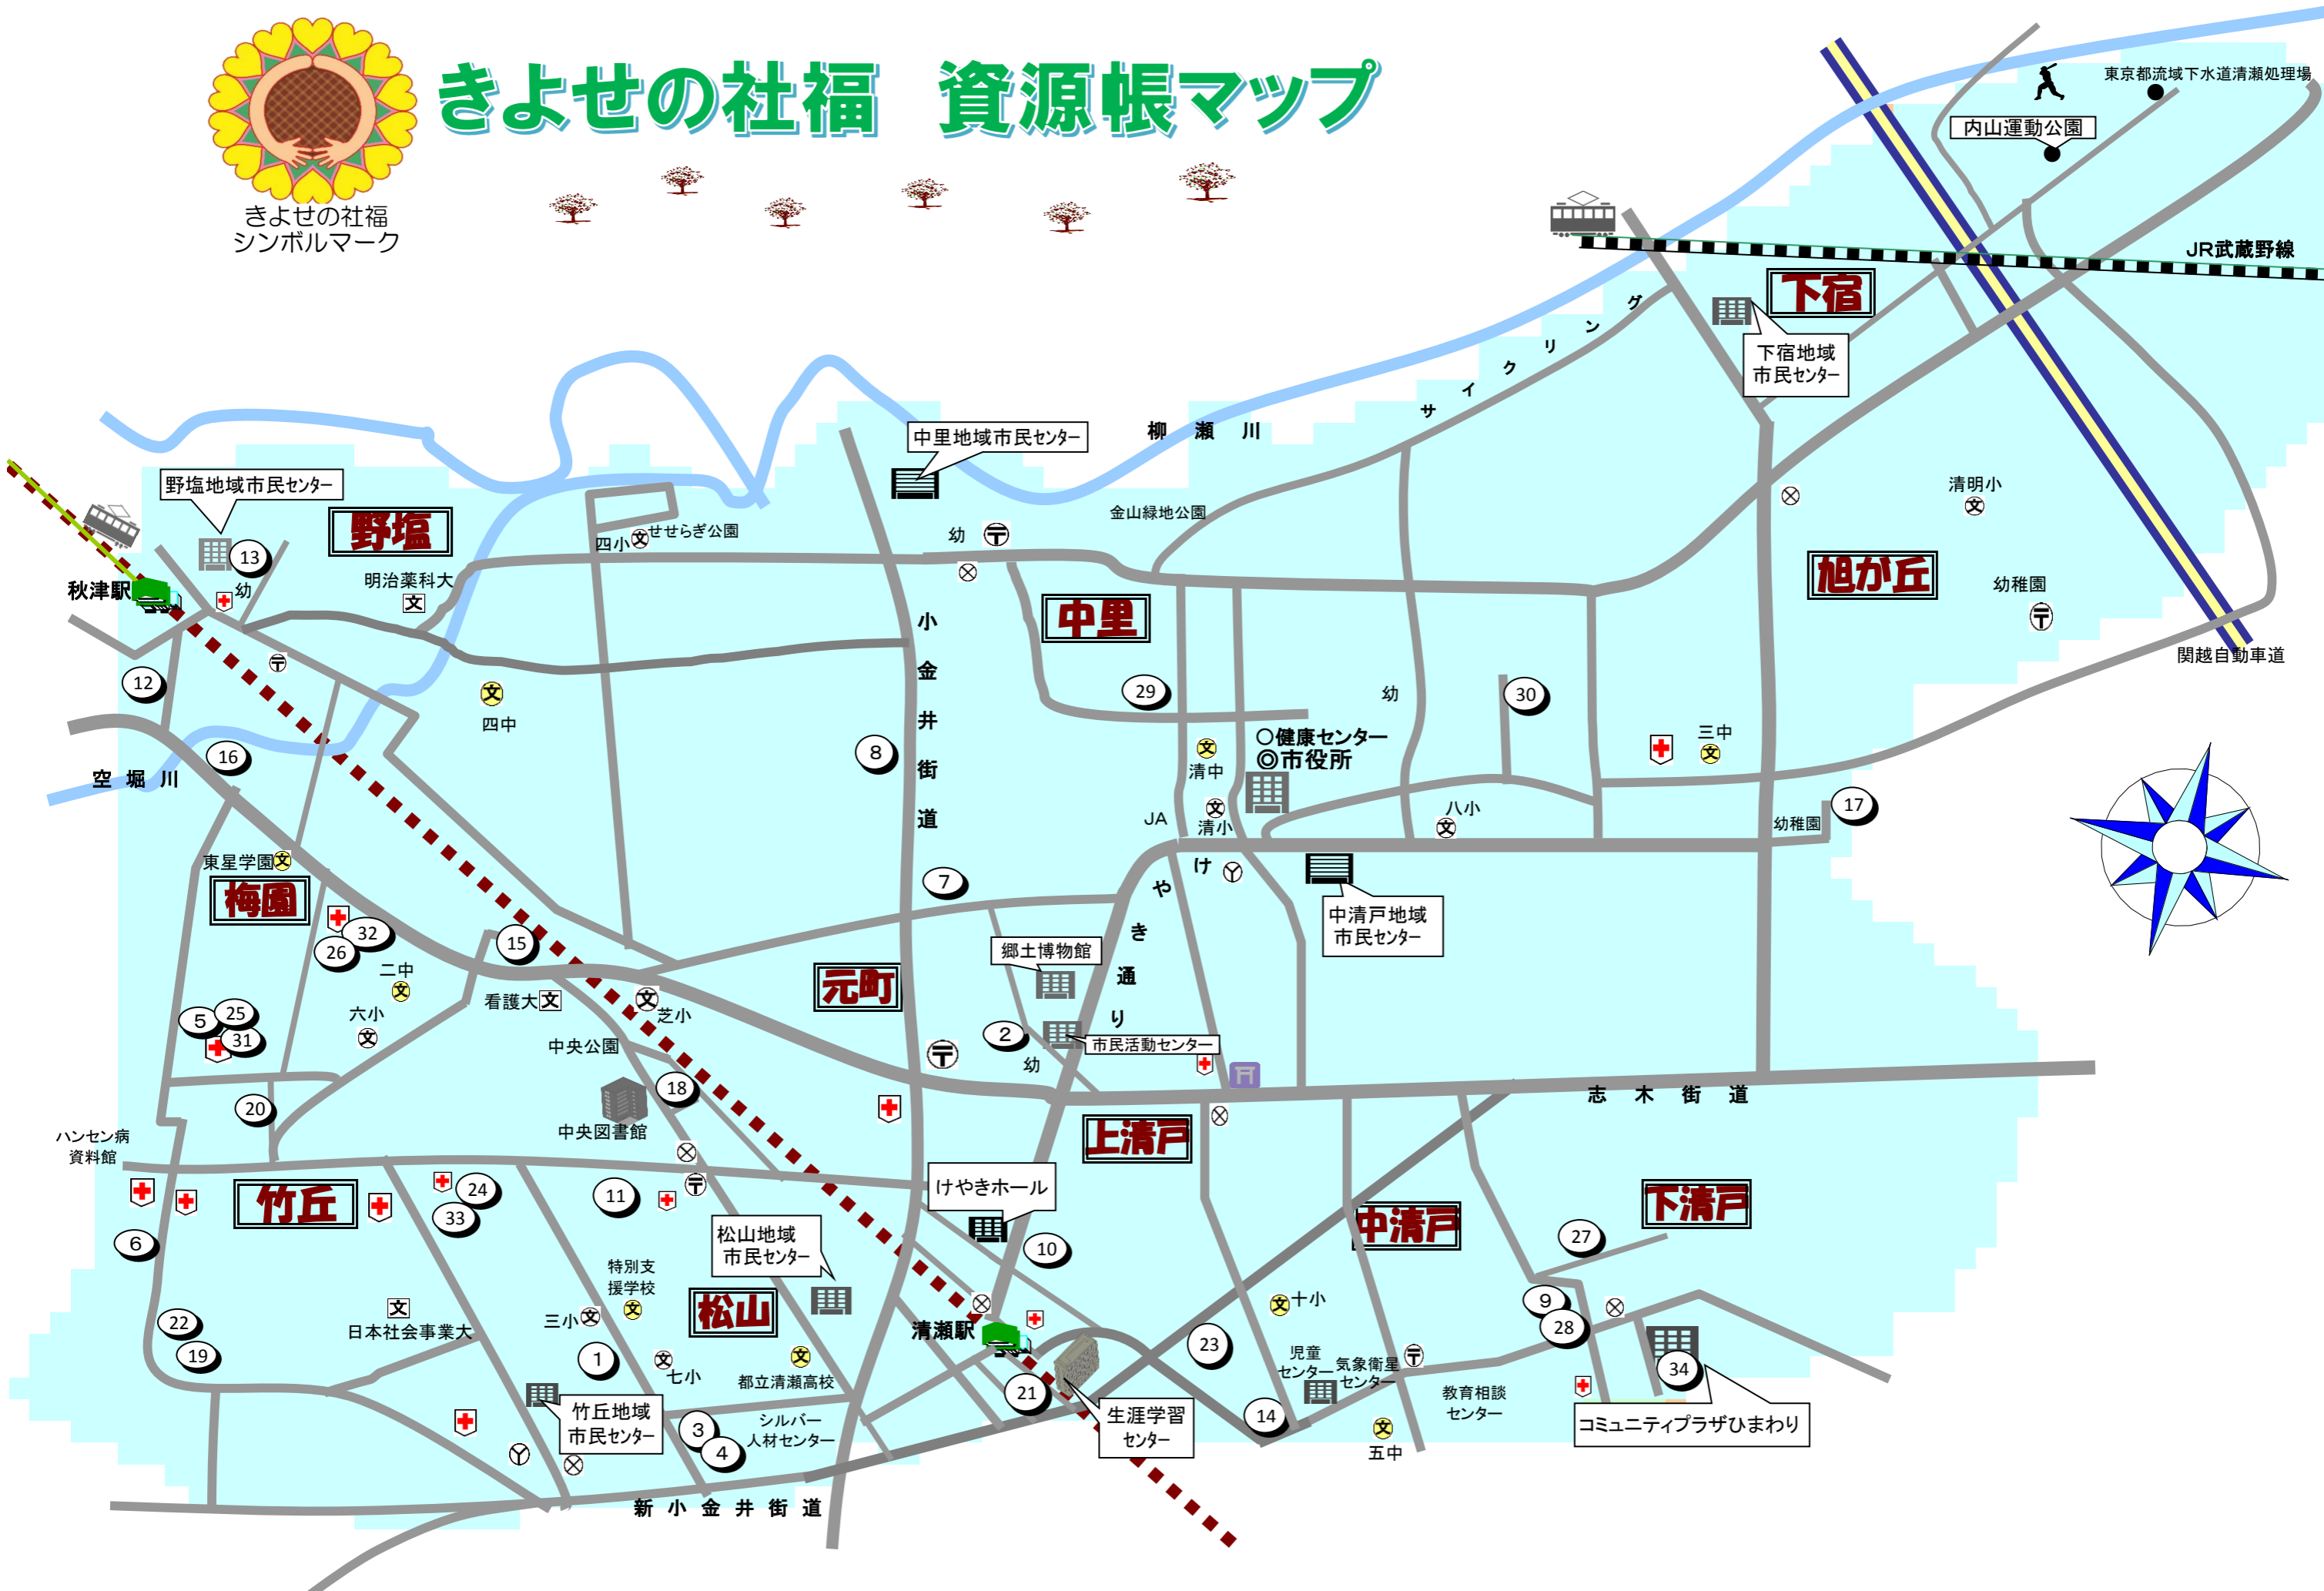 きよせの社福　資源帳マップ
きよせの社福
シンボルマーク
東京都流域下水道清瀬処理場
内山運動公園
JR武蔵野線
下宿
下宿地域
市民センター
サイクリング
柳瀬川
中里地域市民センター
野塩地域市民センター
野塩
13
幼
秋津駅
明治薬科大
文
四小
文
せせらぎ公園
幼
金山緑地公園
清明小
文
旭が丘
幼稚園
関越自動車道
中里
小金井街道
12
文
四中
29
幼
30
三中
文
○健康センター
◎市役所
文
清中
文
清小
JA
八小
文
幼稚園
17
16
空堀川
8
東星学園
文
梅園
7
けやき通り
中清戸地域
市民センター
32
26
二中
文
15
郷土博物館
元町
看護大
文
文
芝小
5
25
31
六小
文
2
幼
市民活動センター
中央公園
18
20
中央図書館
志木街道
ハンセン病
資料館
上清戸
竹丘
24
33
11
けやきホール
中清戸
下清戸
6
松山地域
市民センター
10
27
特別支
援学校
文
松山
22
19
文
日本社会事業大
三小
文
1
文
七小
文
都立清瀬高校
清瀬駅
21
文
十小
23
児童
センター
気象衛星
センター
9
28
34
14
文
五中
教育相談
センター
コミュニティプラザひまわり
竹丘地域
市民センター
3
4
シルバー
人材センター
生涯学習
センター
新小金井街道